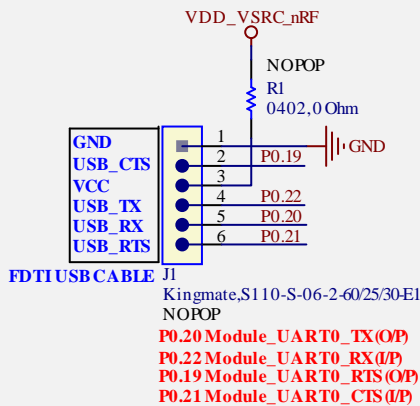 VDD_VSRC_nRF
NOPOP
R1
0402,0 Ohm
GND 1 GND
USB_CTS 2 P0.19
VCC 3
USB_TX 4 P0.22
USB_RX 5 P0.20
USB_RTS 6 P0.21
FDTI USB CABLE J1
Kingmate,S110-S-06-2-60/25/30-E1
NOPOP
P0.20 Module_UART0_TX(O/P)
P0.22 Module_UART0_RX(I/P)
P0.19 Module_UART0_RTS(O/P)
P0.21 Module_UART0_CTS(I/P)